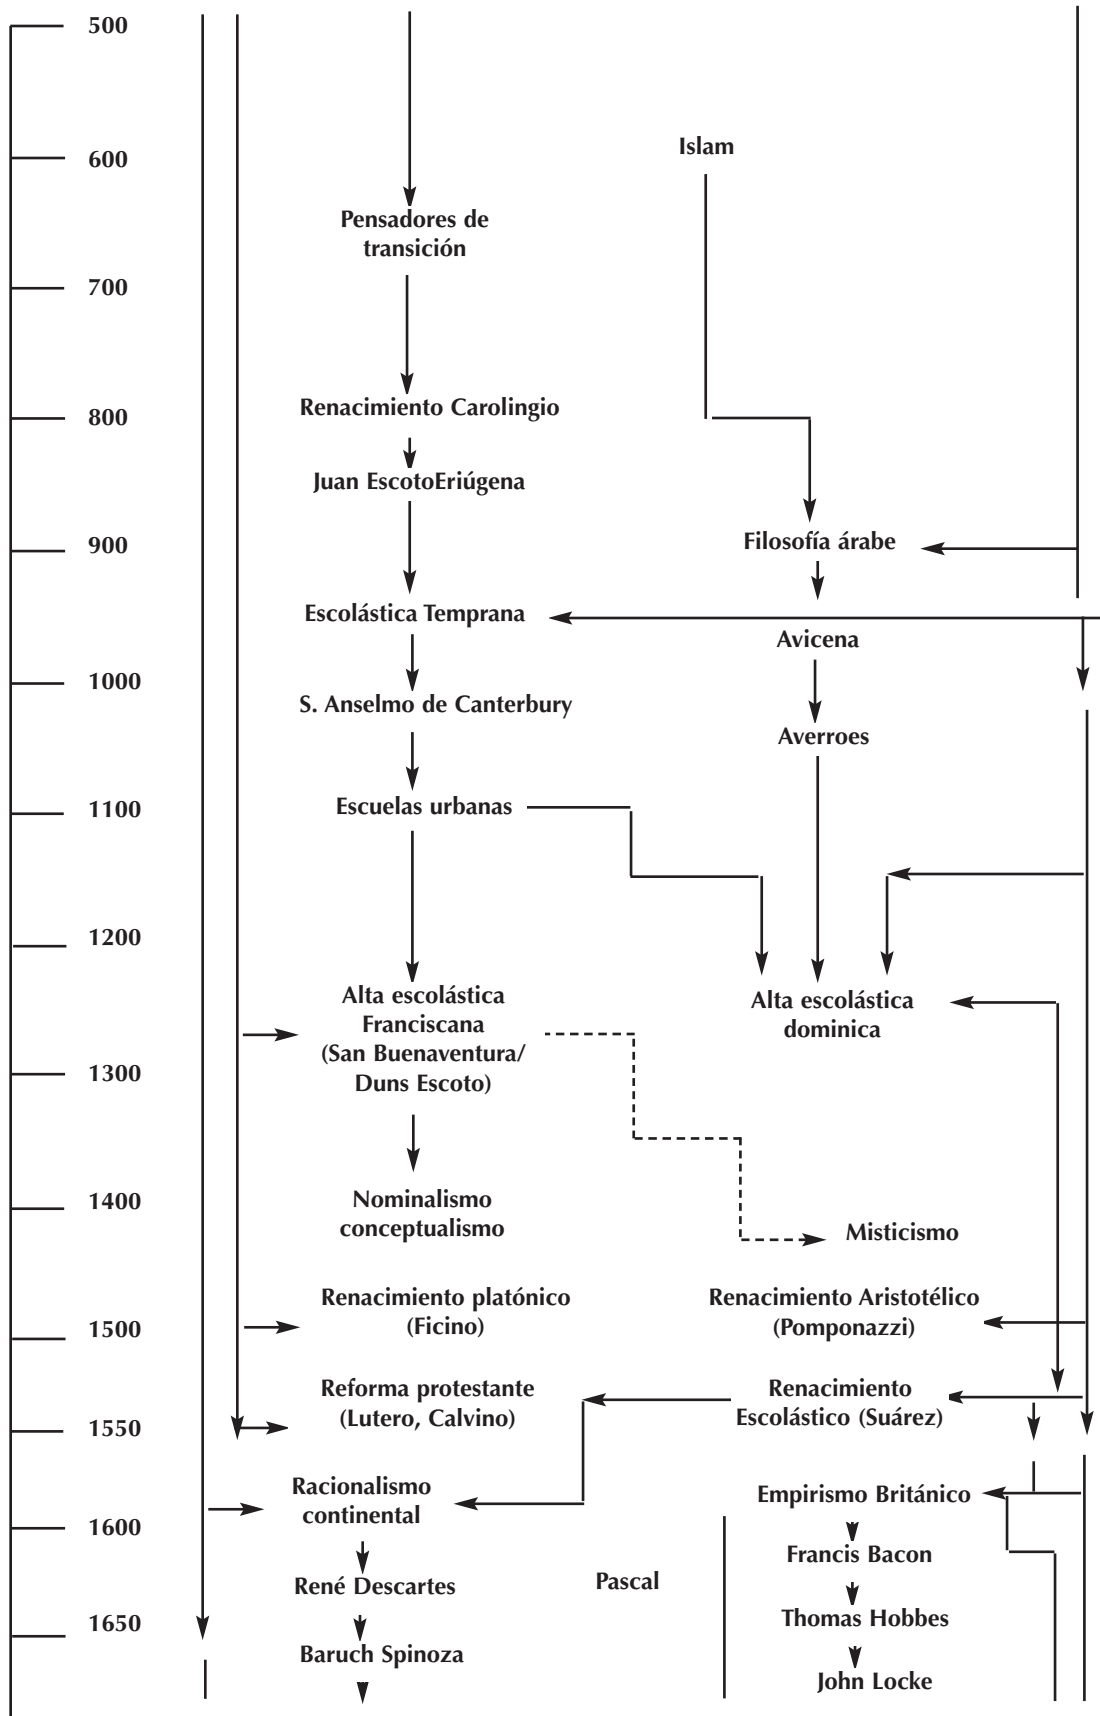 500
600
Islam
Pensadores de
transición
700
Renacimiento Carolingio
800
Juan EscotoEriúgena
900
Filosofía árabe
Escolástica Temprana
Avicena
1000
S. Anselmo de Canterbury
Averroes
1100
Escuelas urbanas
1200
Alta escolástica
Franciscana
(San Buenaventura/
Duns Escoto)
Alta escolástica
dominica
1300
1400
Nominalismo
conceptualismo
Misticismo
Renacimiento platónico
(Ficino)
Renacimiento Aristotélico
(Pomponazzi)
1500
Reforma protestante
(Lutero, Calvino)
Renacimiento
Escolástico (Suárez)
1550
Racionalismo
continental
Empirismo Británico
1600
Francis Bacon
René Descartes
Pascal
Thomas Hobbes
1650
Baruch Spinoza
John Locke